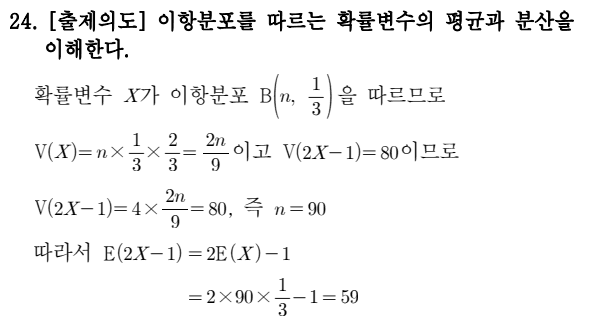 24. [출제의도] 이항분포를 따르는 확률변수의 평균과 분산을
이해한다.
확률변수 X가 이항분포 B(n, 1/3)을 따르므로
V(X)=n×1/3×2/3=2n/9이고 V(2X-1)=80이므로
V(2X-1)=4×2n/9=80, 즉 n=90
따라서 E(2X-1)=2E(X)-1
=2×90×1/3-1=59